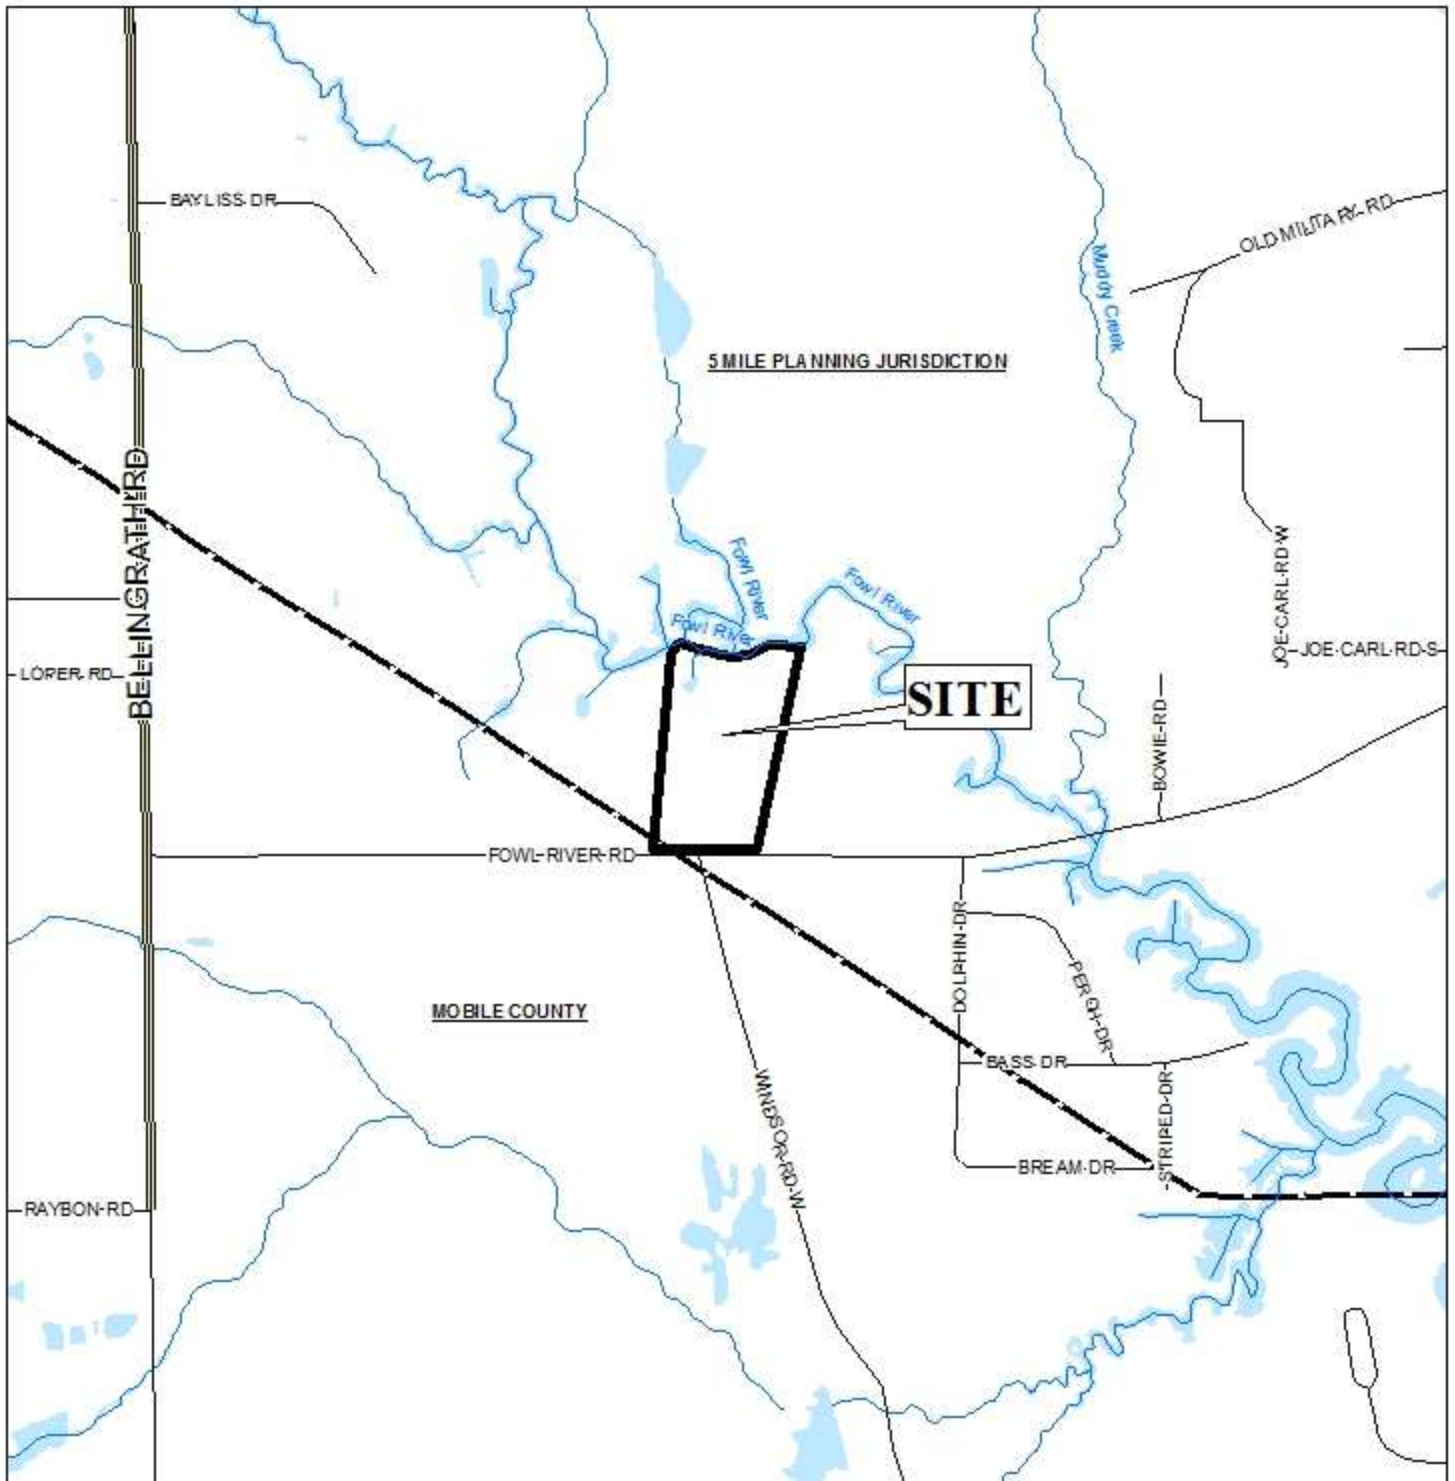 BAYLISS DR
OLD MILITARY RD
Muddy Creek
5 MILE PLANNING JURISDICTION
BELLINGRATH RD
Fowl River
Fowl River
Fowl River
JOE CARL RD W
JOE CARL RD S
LOPER RD
SITE
BOWIE RD
FOWL RIVER RD
DOLPHIN DR
PERCH DR
MOBILE COUNTY
BASS DR
WINDSOR RD W
STRIPED DR
BREAM DR
RAYBON RD